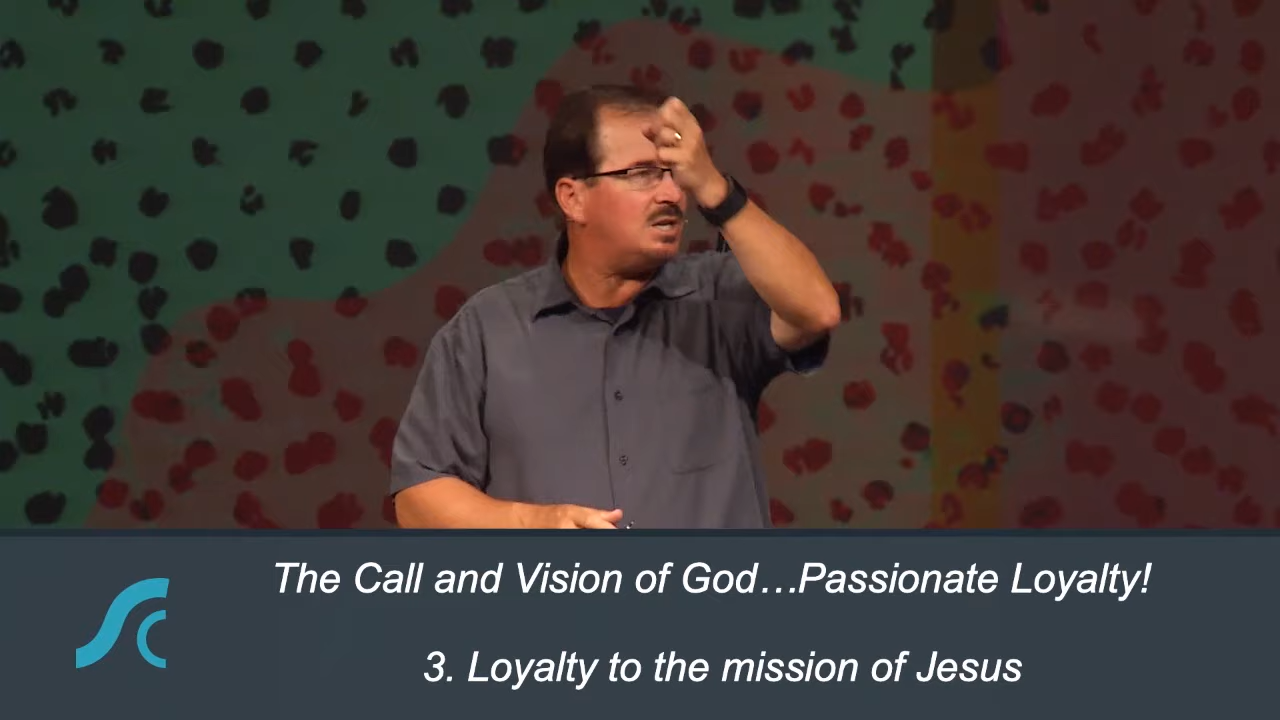 The Call and Vision of God…Passionate Loyalty!
3. Loyalty to the mission of Jesus